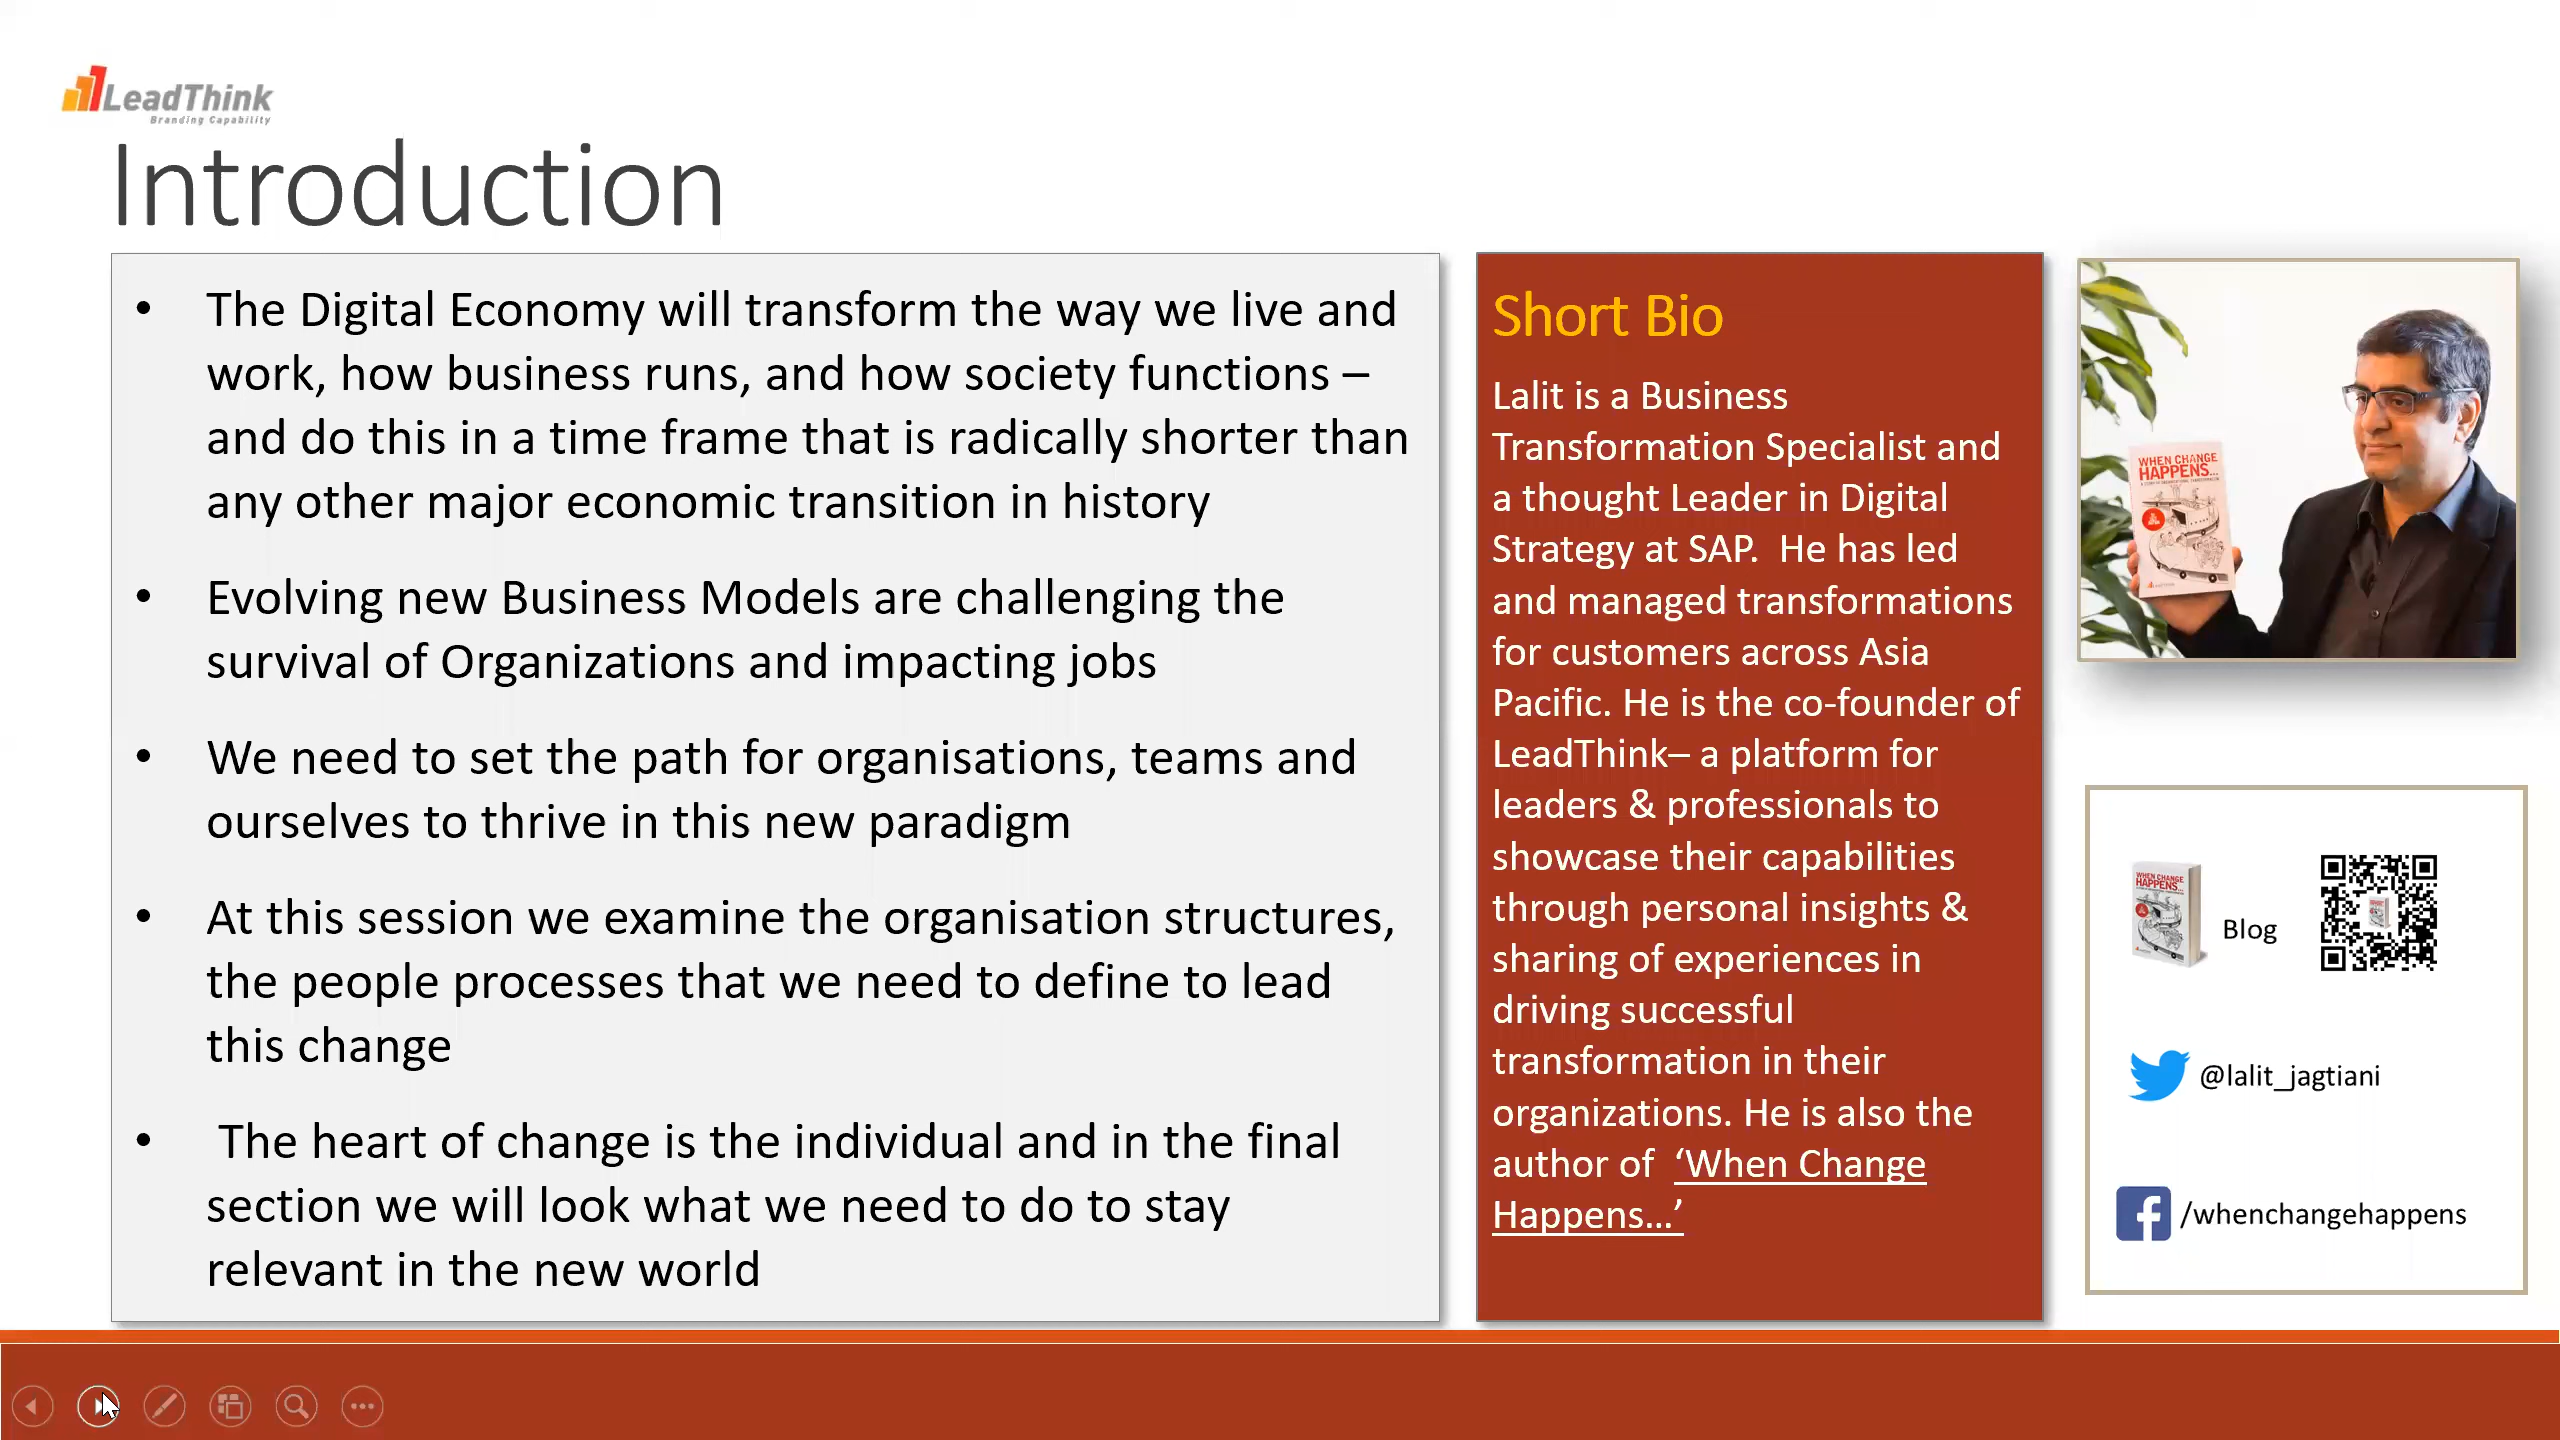 LeadThink
Branding Capability
Introduction
• The Digital Economy will transform the way we live and
work, how business runs, and how society functions –
and do this in a time frame that is radically shorter than
any other major economic transition in history
• Evolving new Business Models are challenging the
survival of Organizations and impacting jobs
• We need to set the path for organisations, teams and
ourselves to thrive in this new paradigm
• At this session we examine the organisation structures,
the people processes that we need to define to lead
this change
• The heart of change is the individual and in the final
section we will look what we need to do to stay
relevant in the new world
Short Bio
Lalit is a Business
Transformation Specialist and
a thought Leader in Digital
Strategy at SAP.  He has led
and managed transformations
for customers across Asia
Pacific. He is the co-founder of
LeadThink– a platform for
leaders & professionals to
showcase their capabilities
through personal insights &
sharing of experiences in
driving successful
transformation in their
organizations. He is also the
author of  ‘When Change
Happens…’
WHEN CHANGE
HAPPENS...
WHEN CHANGE
HAPPENS...
Blog
@lalit_jagtiani
/whenchangehappens